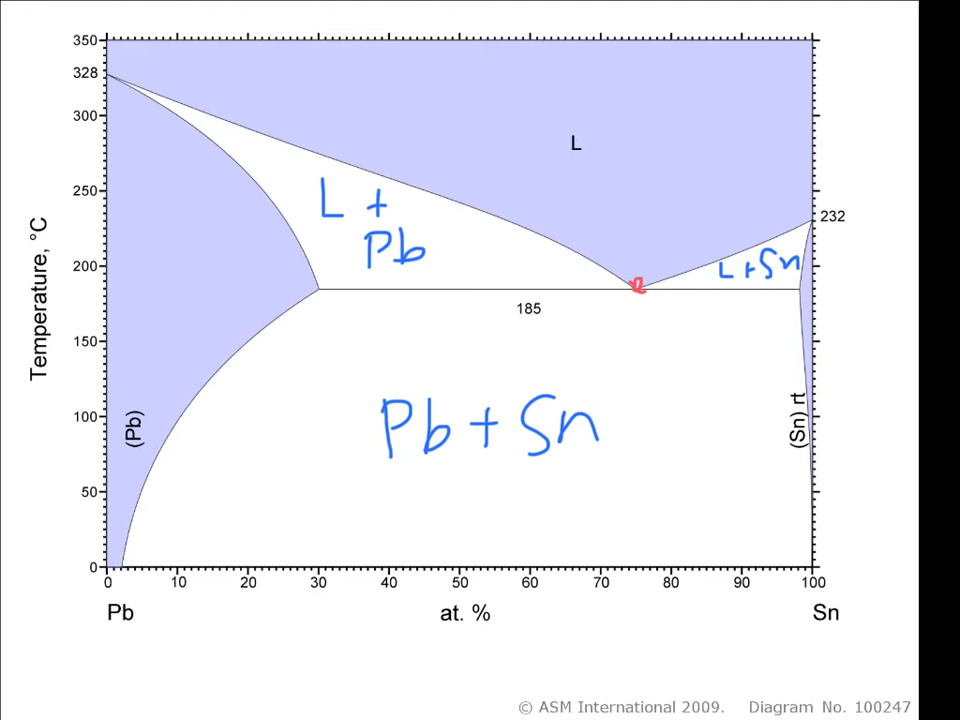 350
328
300
250
200
150
100
50
0
Temperature, °C
L
L +
Pb
232
L+Sn
185
Pb+Sn
(Pb)
(Sn) rt
0 10 20 30 40 50 60 70 80 90 100
Pb at. % Sn
© ASM International 2009. Diagram No. 100247